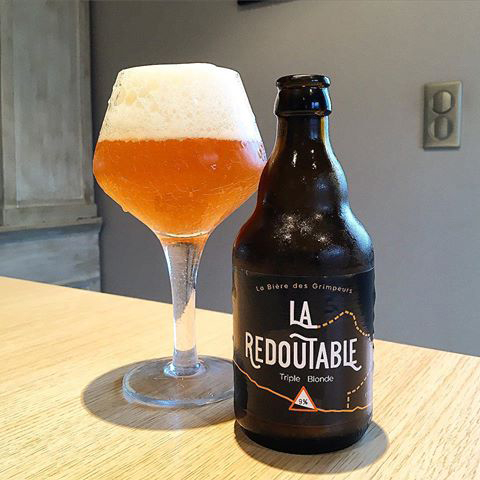 La Bière des Grimpeurs
LA
REDOUTABLE
Triple Blonde
9%